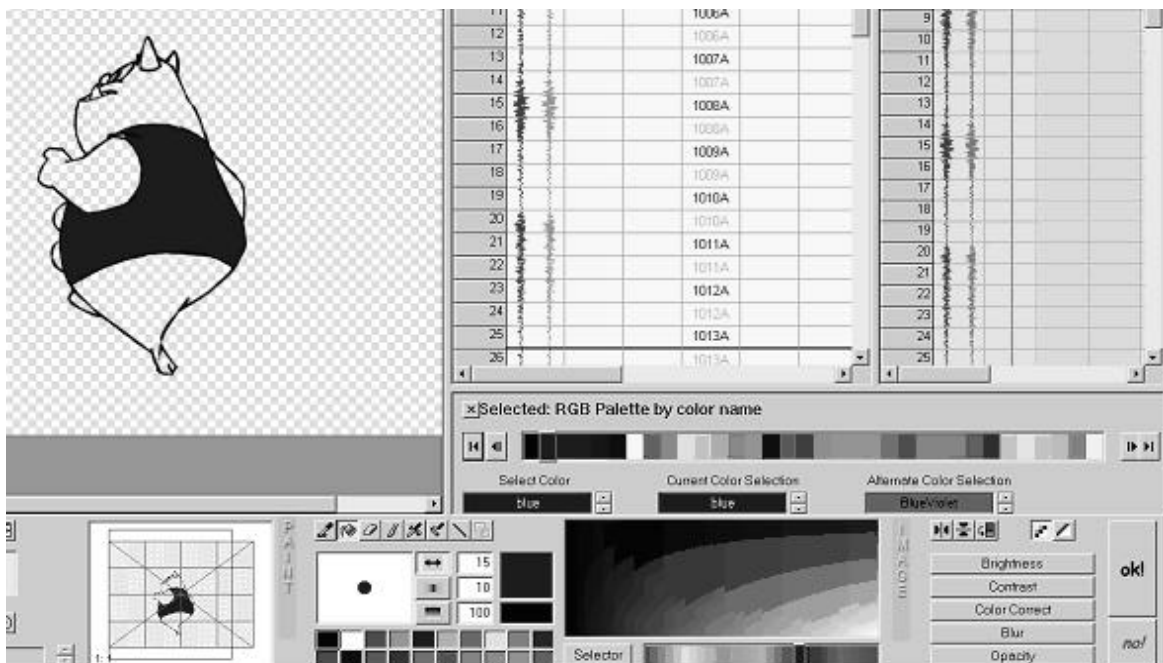 11 1006A
12 1006A
13 1007A
14 1007A
15 1008A
16 1008A
17 1009A
18 1009A
19 1010A
20 1010A
21 1011A
22 1011A
23 1012A
24 1012A
25 1013A
26 1013A
9
10
11
12
13
14
15
16
17
18
19
20
21
22
23
24
25
Selected: RGB Palette by color name
Select Color Current Color Selection Alternate Color Selection
blue blue BlueViolet
PAINT
15
10
100
Selector
IMAGE
Brightness
Contrast
Color Correct
Blur
Opacity
ok!
no!
1:1